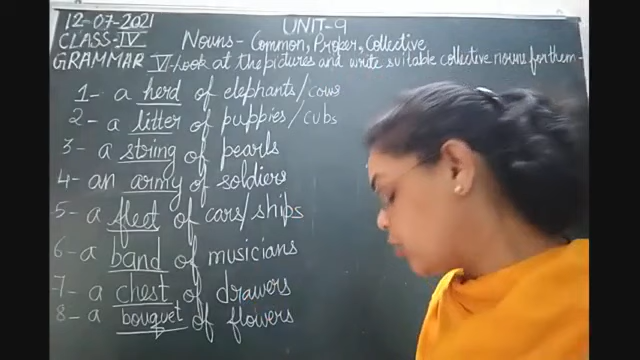 12-07-2021 UNIT-9
CLASS-IV Nouns- Common, Proper, Collective
GRAMMAR V-Look at the pictures and write suitable collective nouns for them-
1- a herd of elephants/cows
2- a litter of puppies/cubs
3- a string of pearls
4- an army of soldiers
5- a fleet of cars/ships
6- a band of musicians
7- a chest of drawers
8- a bouquet of flowers